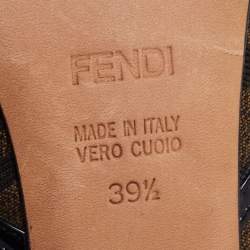 FENDI
MADE IN ITALY
VERO CUOIO
39½